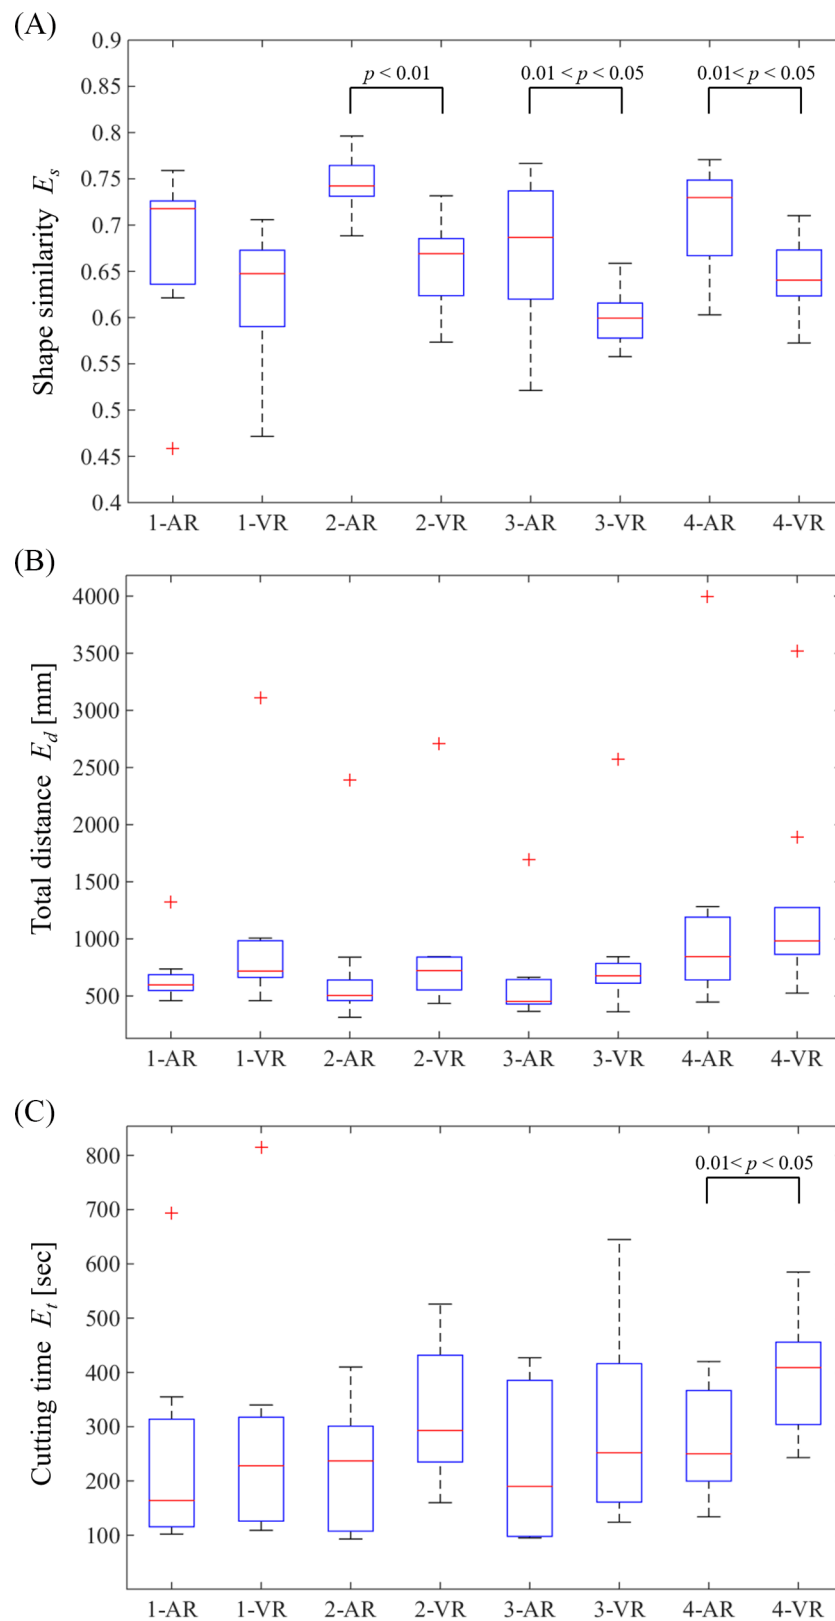 (A)
Shape similarity E_s
0.9
0.85
0.8
0.75
0.7
0.65
0.6
0.55
0.5
0.45
0.4
p < 0.01
0.01 < p < 0.05
0.01< p < 0.05
1-AR 1-VR 2-AR 2-VR 3-AR 3-VR 4-AR 4-VR
(B)
Total distance E_d [mm]
4000
3500
3000
2500
2000
1500
1000
500
1-AR 1-VR 2-AR 2-VR 3-AR 3-VR 4-AR 4-VR
(C)
Cutting time E_t [sec]
800
700
600
500
400
300
200
100
0.01< p < 0.05
1-AR 1-VR 2-AR 2-VR 3-AR 3-VR 4-AR 4-VR